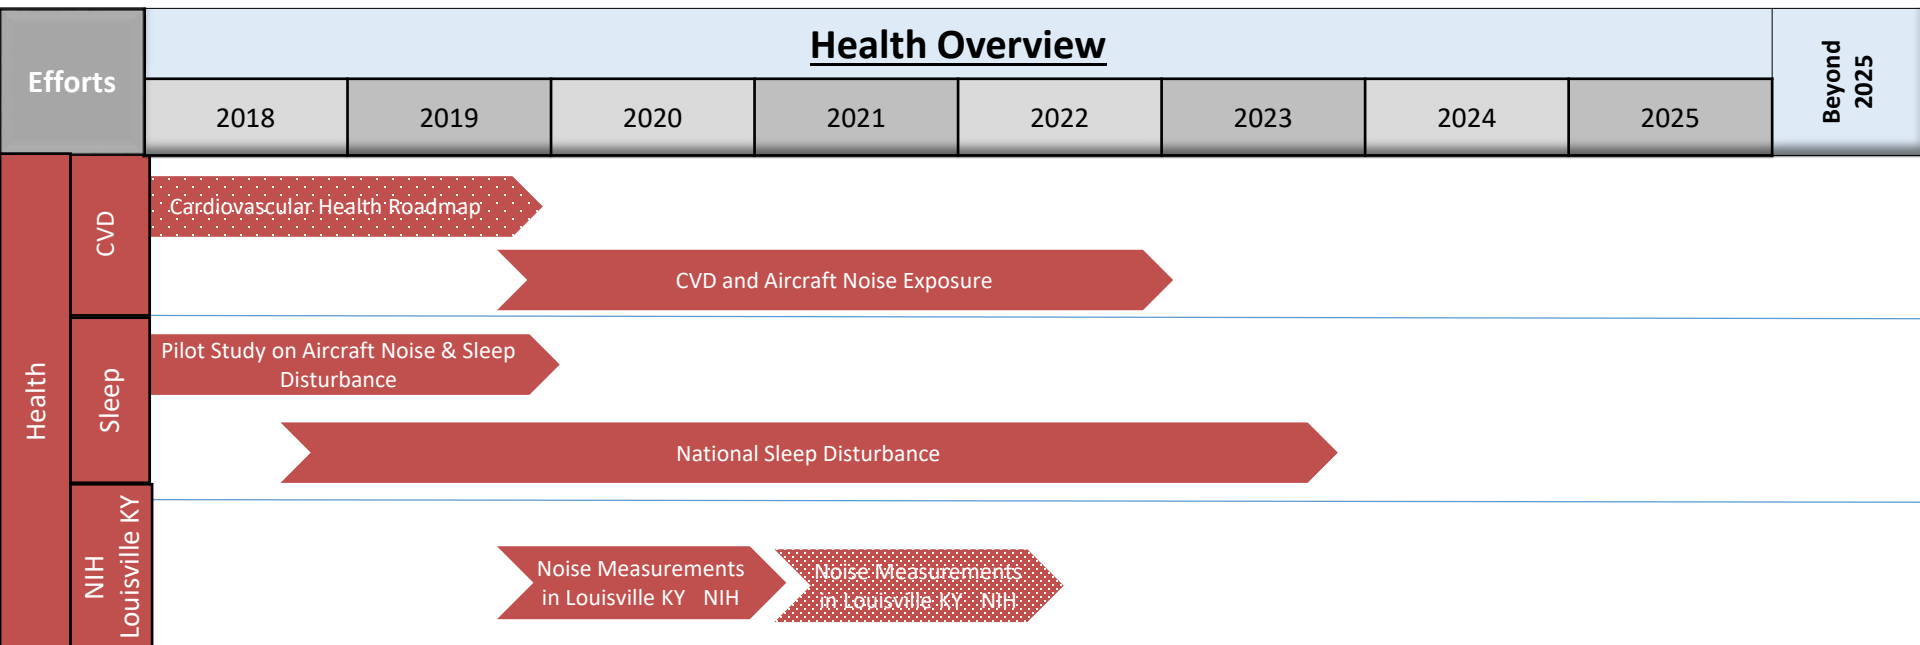 Health Overview
Efforts
Beyond
2025
2018
2019
2020
2021
2022
2023
2024
2025
Health
CVD
Cardiovascular Health Roadmap
CVD and Aircraft Noise Exposure
Sleep
Pilot Study on Aircraft Noise & Sleep
Disturbance
National Sleep Disturbance
NIH
Louisville KY
Noise Measurements
in Louisville KY NIH
Noise Measurements
in Louisville KY NIH